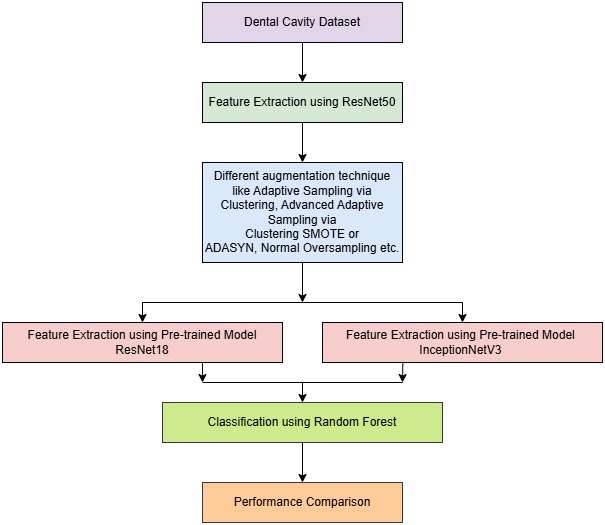 Dental Cavity Dataset
Feature Extraction using ResNet50
Different augmentation technique
like Adaptive Sampling via
Clustering, Advanced Adaptive
Sampling via
Clustering SMOTE or
ADASYN, Normal Oversampling etc.
Feature Extraction using Pre-trained Model
ResNet18
Feature Extraction using Pre-trained Model
InceptionNetV3
Classification using Random Forest
Performance Comparison